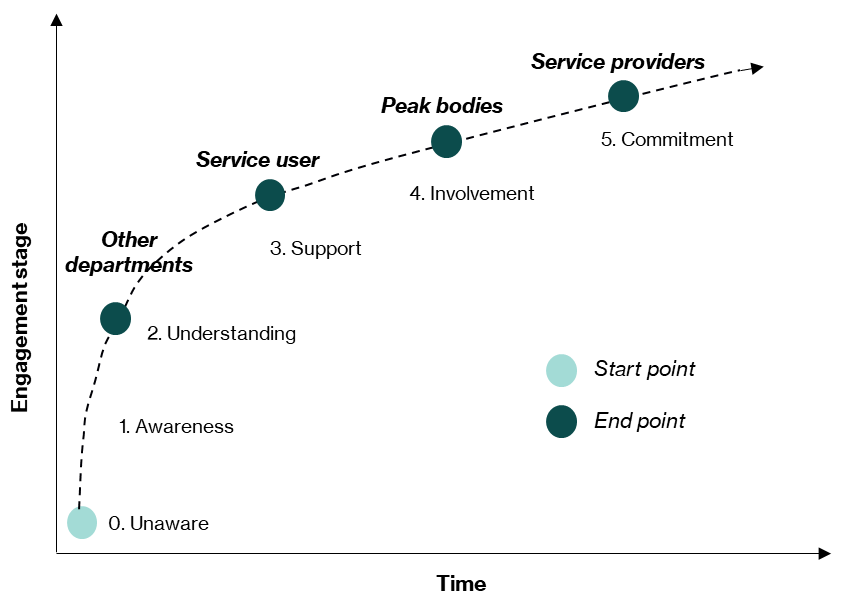 Service providers
Peak bodies
5. Commitment
Service user
4. Involvement
Other
departments
3. Support
2. Understanding
Start point
End point
1. Awareness
0. Unaware
Engagement stage
Time